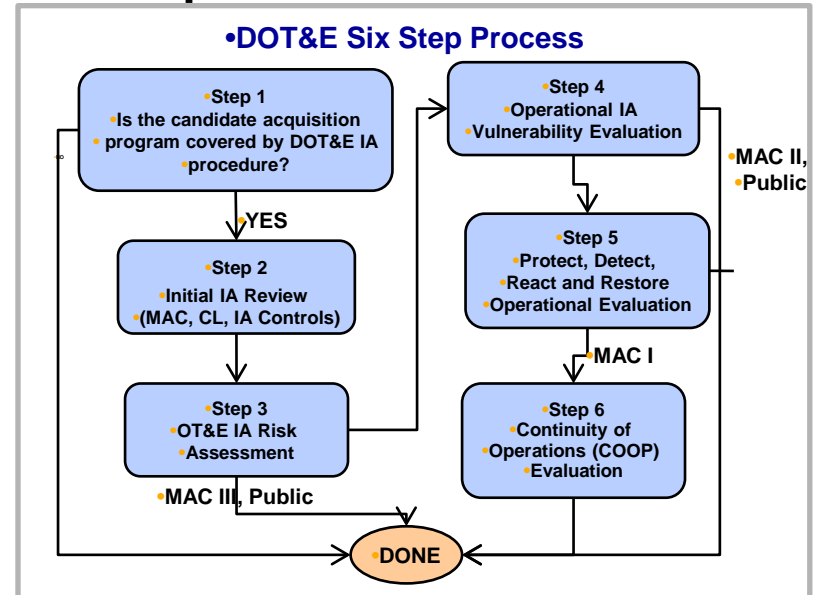 •DOT&E Six Step Process
•Step 1
•Is the candidate acquisition
•program covered by DOT&E IA
•procedure?
•YES
•Step 2
•Initial IA Review
•(MAC, CL, IA Controls)
•Step 3
•OT&E IA Risk
•Assessment
•MAC III, Public
•Step 4
•Operational IA
•Vulnerability Evaluation
•MAC II,
•Public
•Step 5
•Protect, Detect,
•React and Restore
•Operational Evaluation
•MAC I
•Step 6
•Continuity of
•Operations (COOP)
•Evaluation
•DONE